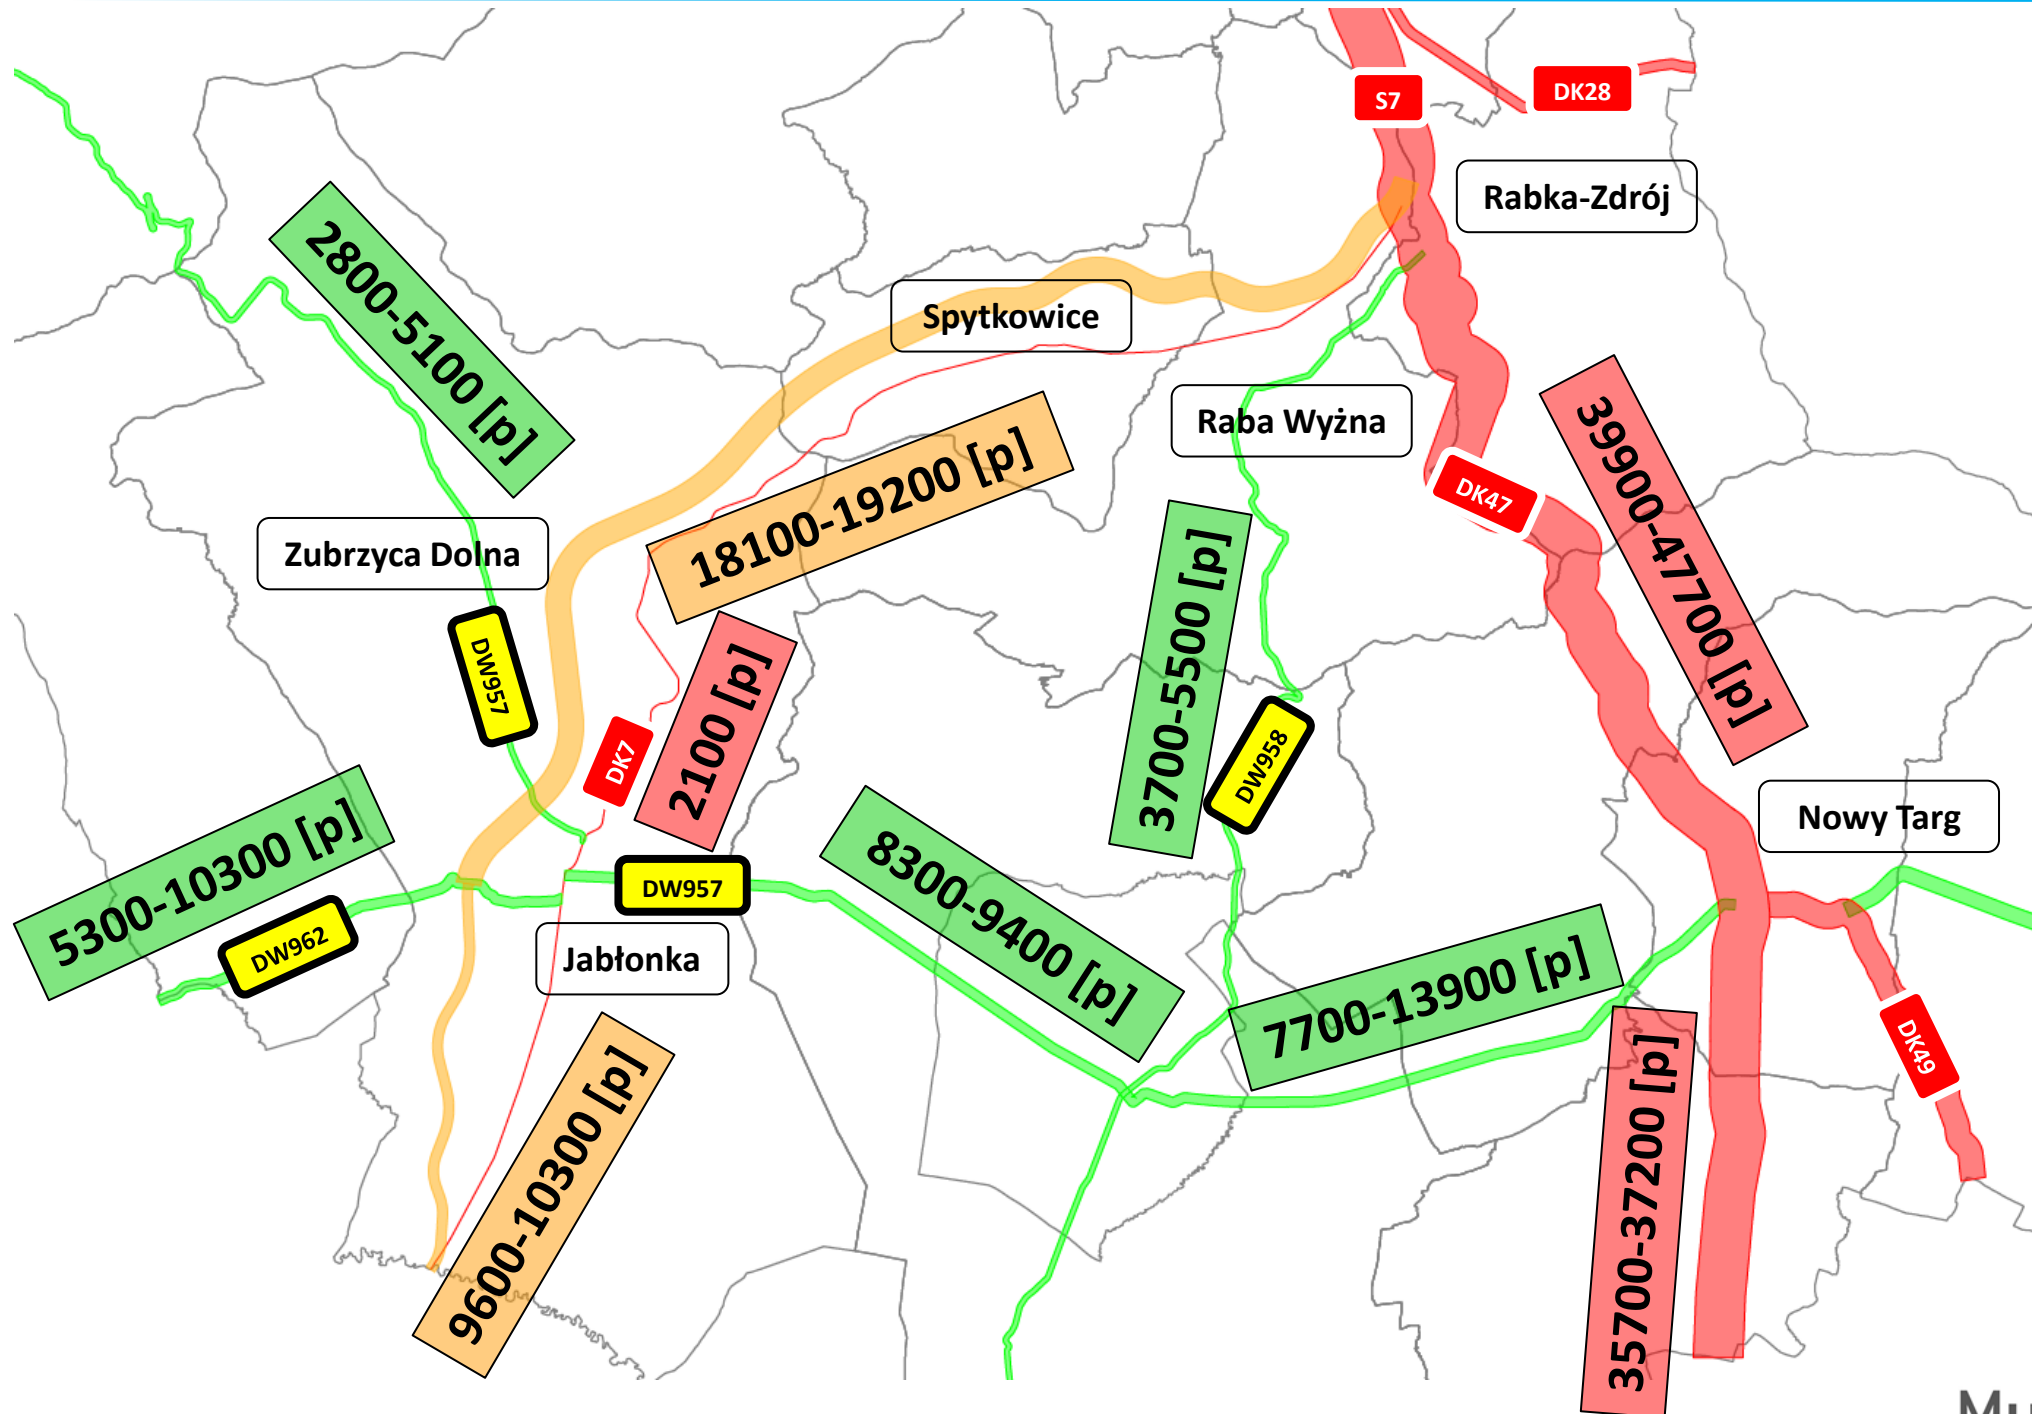 S7
DK28
Rabka-Zdrój
2800-5100 [p]
Spytkowice
Raba Wyżna
39900-47700 [p]
18100-19200 [p]
DK47
Zubrzyca Dolna
3700-5500 [p]
DW957
2100 [p]
DK7
DW958
Nowy Targ
5300-10300 [p]
8300-9400 [p]
DW957
DW962
Jabłonka
7700-13900 [p]
DK49
9600-10300 [p]
35700-37200 [p]